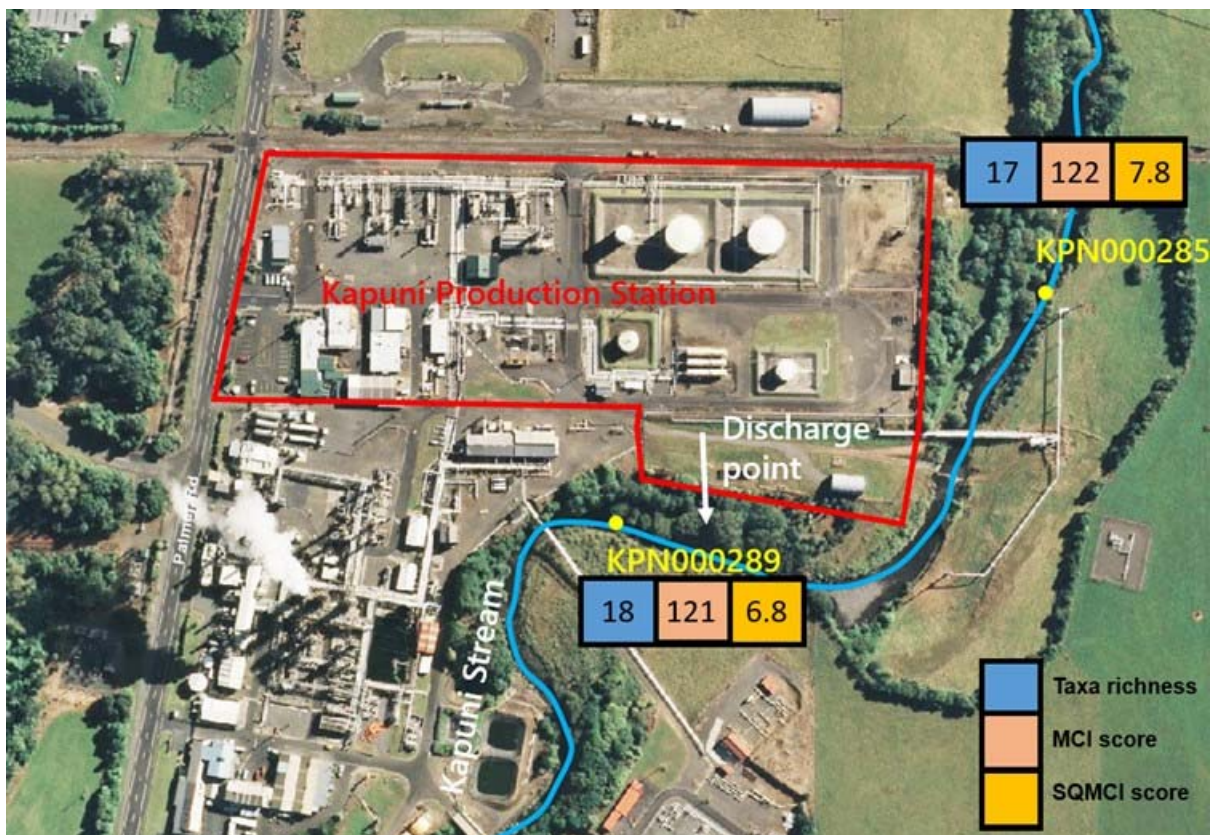 17 122 7.8
KPN000285
Kapuni Production Station
Discharge
point
Palmer Rd
KPN000289
18 121 6.8
Kapuni Stream
Taxa richness
MCI score
SQMCI score